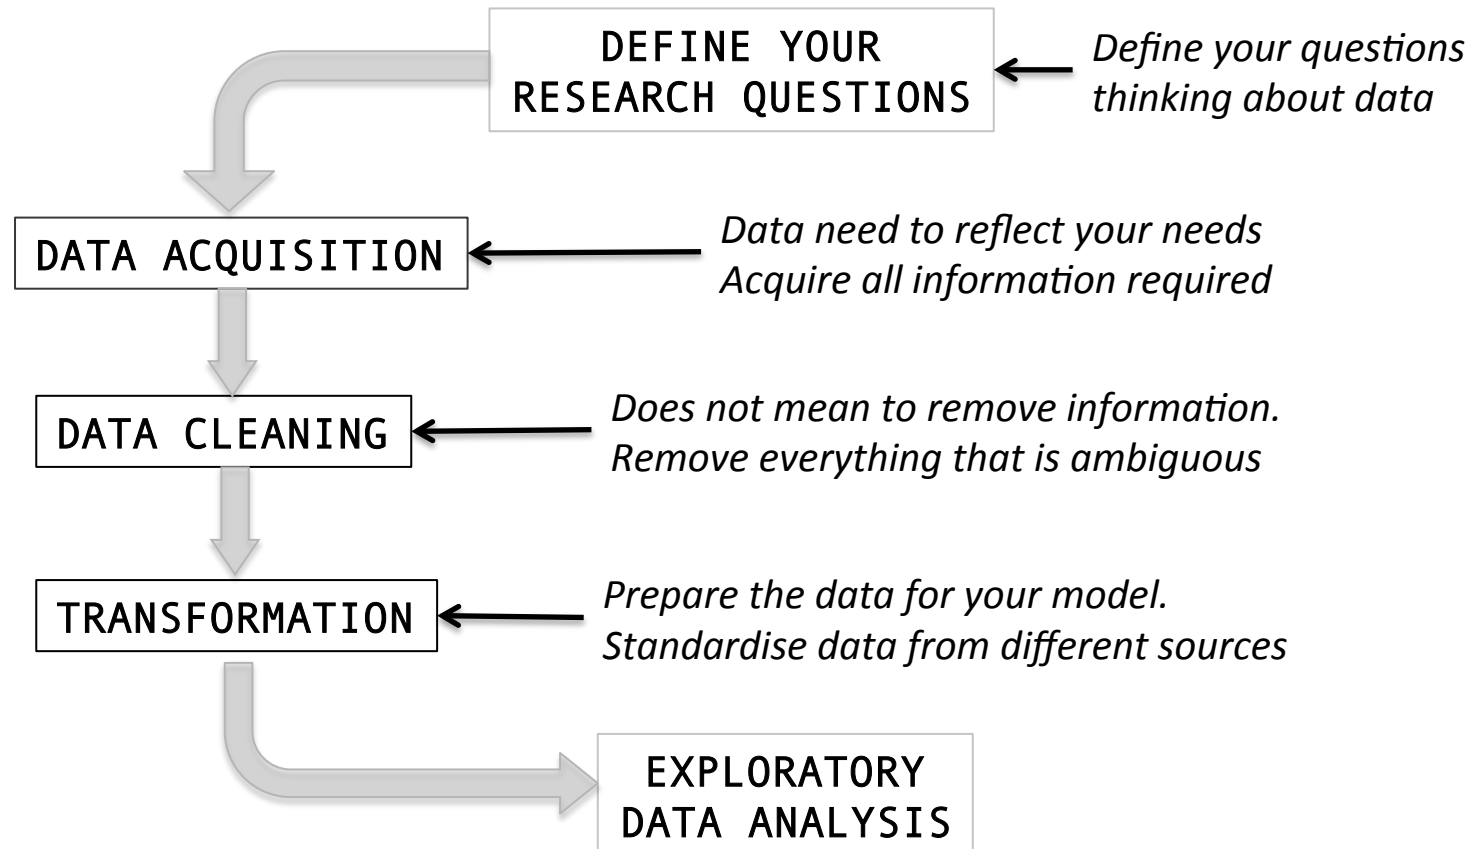 DEFINE YOUR
RESEARCH QUESTIONS
Define your questions
thinking about data
DATA ACQUISITION
Data need to reflect your needs
Acquire all information required
DATA CLEANING
Does not mean to remove information.
Remove everything that is ambiguous
TRANSFORMATION
Prepare the data for your model.
Standardise data from different sources
EXPLORATORY
DATA ANALYSIS